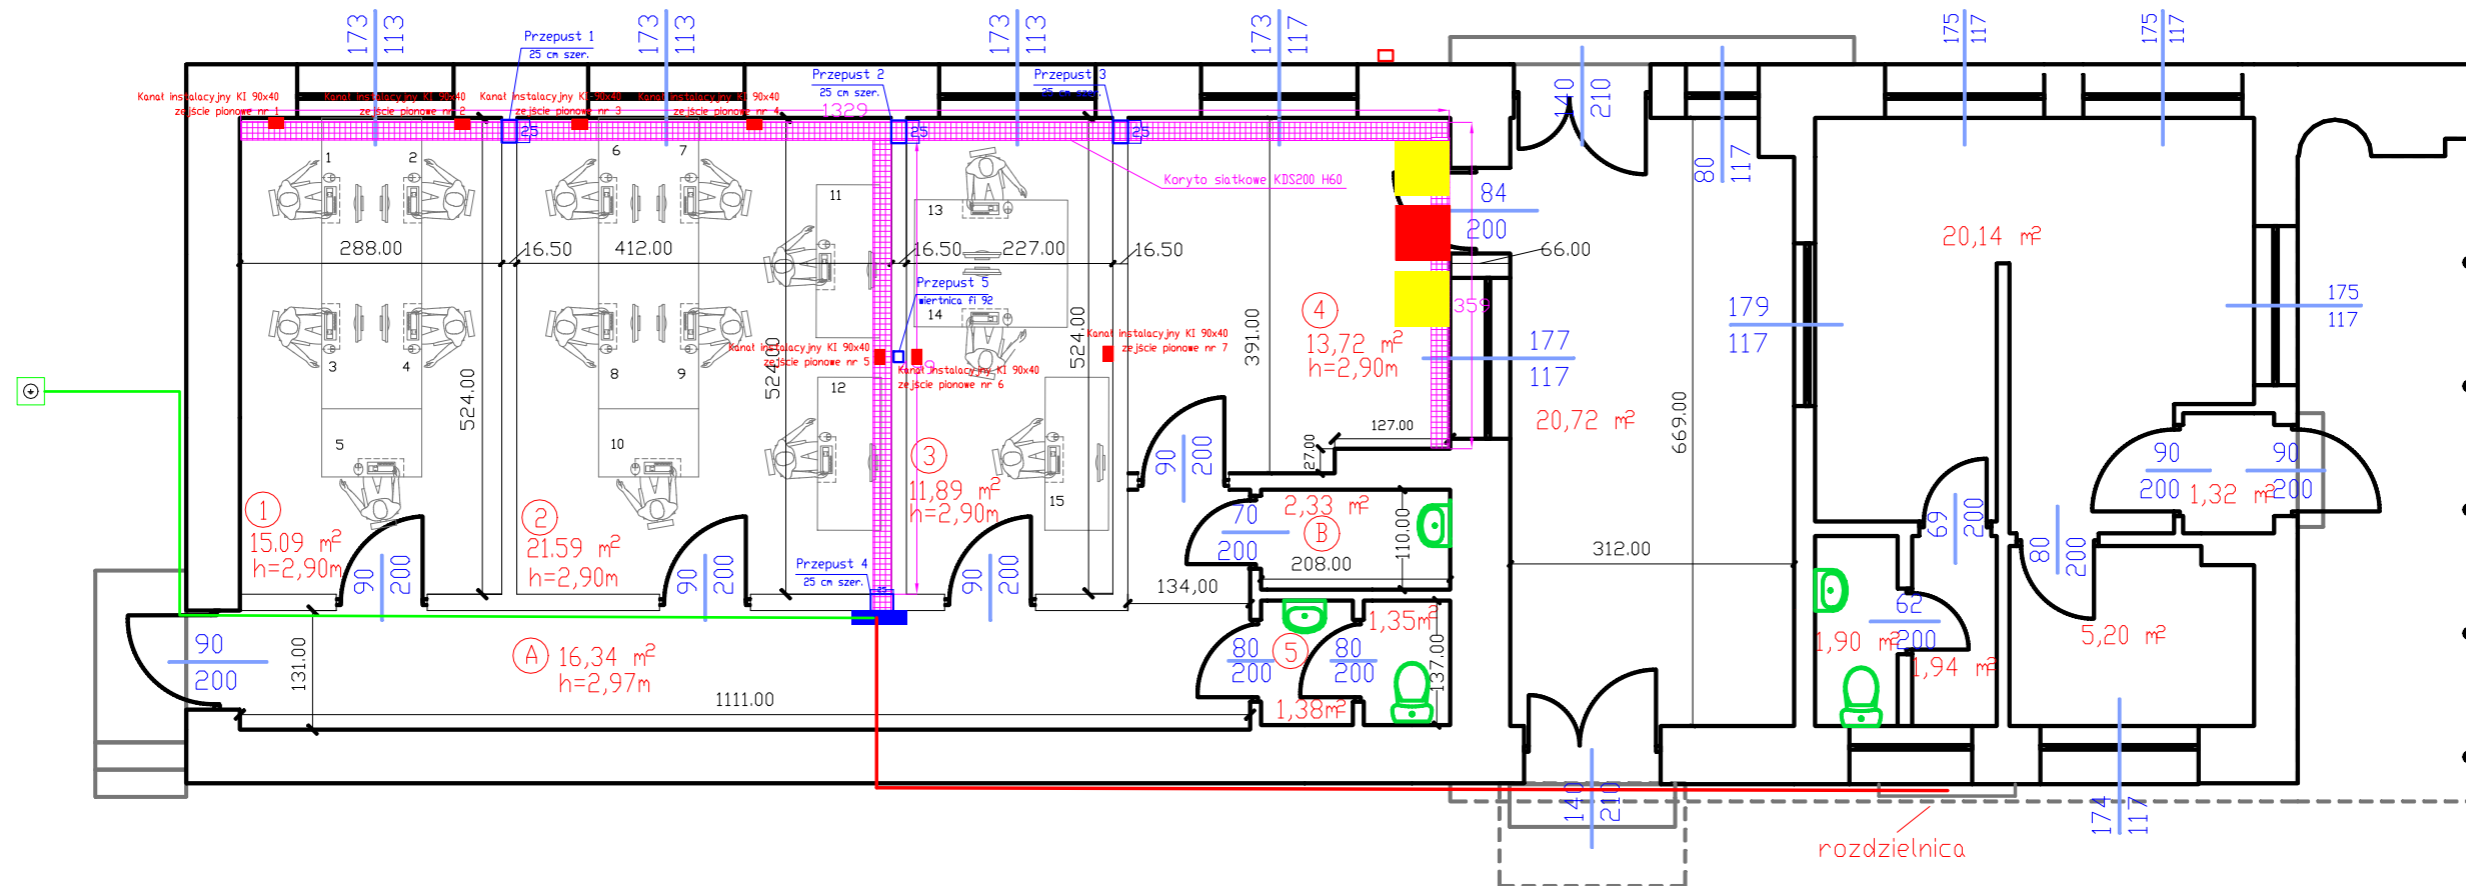 173
113
173
113
173
113
173
117
175
117
175
117
Przepust 1
25 cm szer.
Przepust 2
25 cm szer.
Przepust 3
25 cm szer.
140
210
80
117
Kanał instalacyjny KI 90x40
zejście pionowe nr 1
Kanał instalacyjny KI 90x40
zejście pionowe nr 2
Kanał instalacyjny KI 90x40
zejście pionowe nr 3
Kanał instalacyjny KI 90x40
zejście pionowe nr 4
1329
25
25
25
1
2
6
7
11
13
Koryto siatkowe KDS200 H60
84
200
288.00
16.50
412.00
16.50
227.00
16.50
66.00
20,14 m²
Przepust 5
wiertnica fi 92
14
359
175
117
179
117
4
13,72 m²
h=2,90m
177
117
Kanał instalacyjny KI 90x40
zejście pionowe nr 7
Kanał instalacyjny KI 90x40
zejście pionowe nr 5
Kanał instalacyjny KI 90x40
zejście pionowe nr 6
3
4
8
9
12
524.00
524.00
524.00
391.00
669.00
20,72 m²
127.00
27.00
5
10
15
3
11,89 m²
h=2,90m
90
200
90
200
90
200
1,32 m²
1
15.09 m²
h=2,90m
2
21.59 m²
h=2,90m
2,33 m²
B
70
200
208.00
110.00
312.00
69
200
80
200
90
200
90
200
90
200
Przepust 4
25 cm szer.
134,00
62
200
1,35m²
137.00
1,90 m²
1,94 m²
5,20 m²
90
200
131.00
A
16,34 m²
h=2,97m
80
200
5
80
200
1,38m²
1111.00
140
210
174
117
rozdzielnica